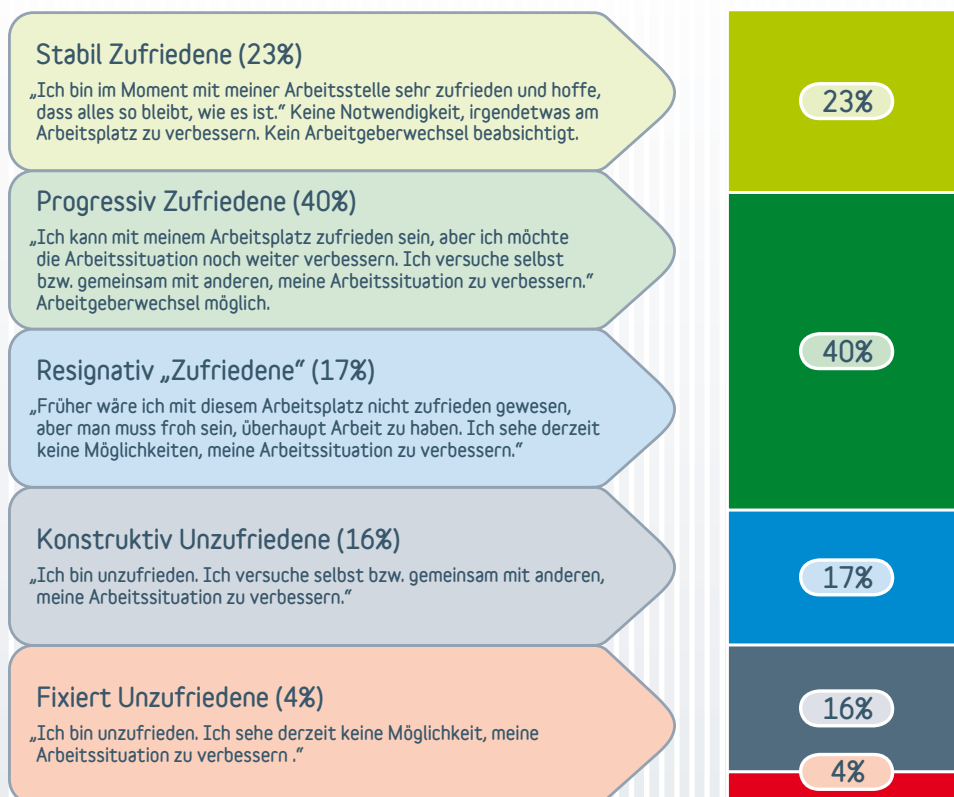 Stabil Zufriedene (23%)
„Ich bin im Moment mit meiner Arbeitsstelle sehr zufrieden und hoffe,
dass alles so bleibt, wie es ist.“ Keine Notwendigkeit, irgendetwas am
Arbeitsplatz zu verbessern. Kein Arbeitgeberwechsel beabsichtigt.
23%
Progressiv Zufriedene (40%)
„Ich kann mit meinem Arbeitsplatz zufrieden sein, aber ich möchte
die Arbeitssituation noch weiter verbessern. Ich versuche selbst
bzw. gemeinsam mit anderen, meine Arbeitssituation zu verbessern.“
Arbeitgeberwechsel möglich.
40%
Resignativ „Zufriedene“ (17%)
„Früher wäre ich mit diesem Arbeitsplatz nicht zufrieden gewesen,
aber man muss froh sein, überhaupt Arbeit zu haben. Ich sehe derzeit
keine Möglichkeiten, meine Arbeitssituation zu verbessern.“
17%
Konstruktiv Unzufriedene (16%)
„Ich bin unzufrieden. Ich versuche selbst bzw. gemeinsam mit anderen,
meine Arbeitssituation zu verbessern.“
16%
Fixiert Unzufriedene (4%)
„Ich bin unzufrieden. Ich sehe derzeit keine Möglichkeit, meine
Arbeitssituation zu verbessern .“
4%